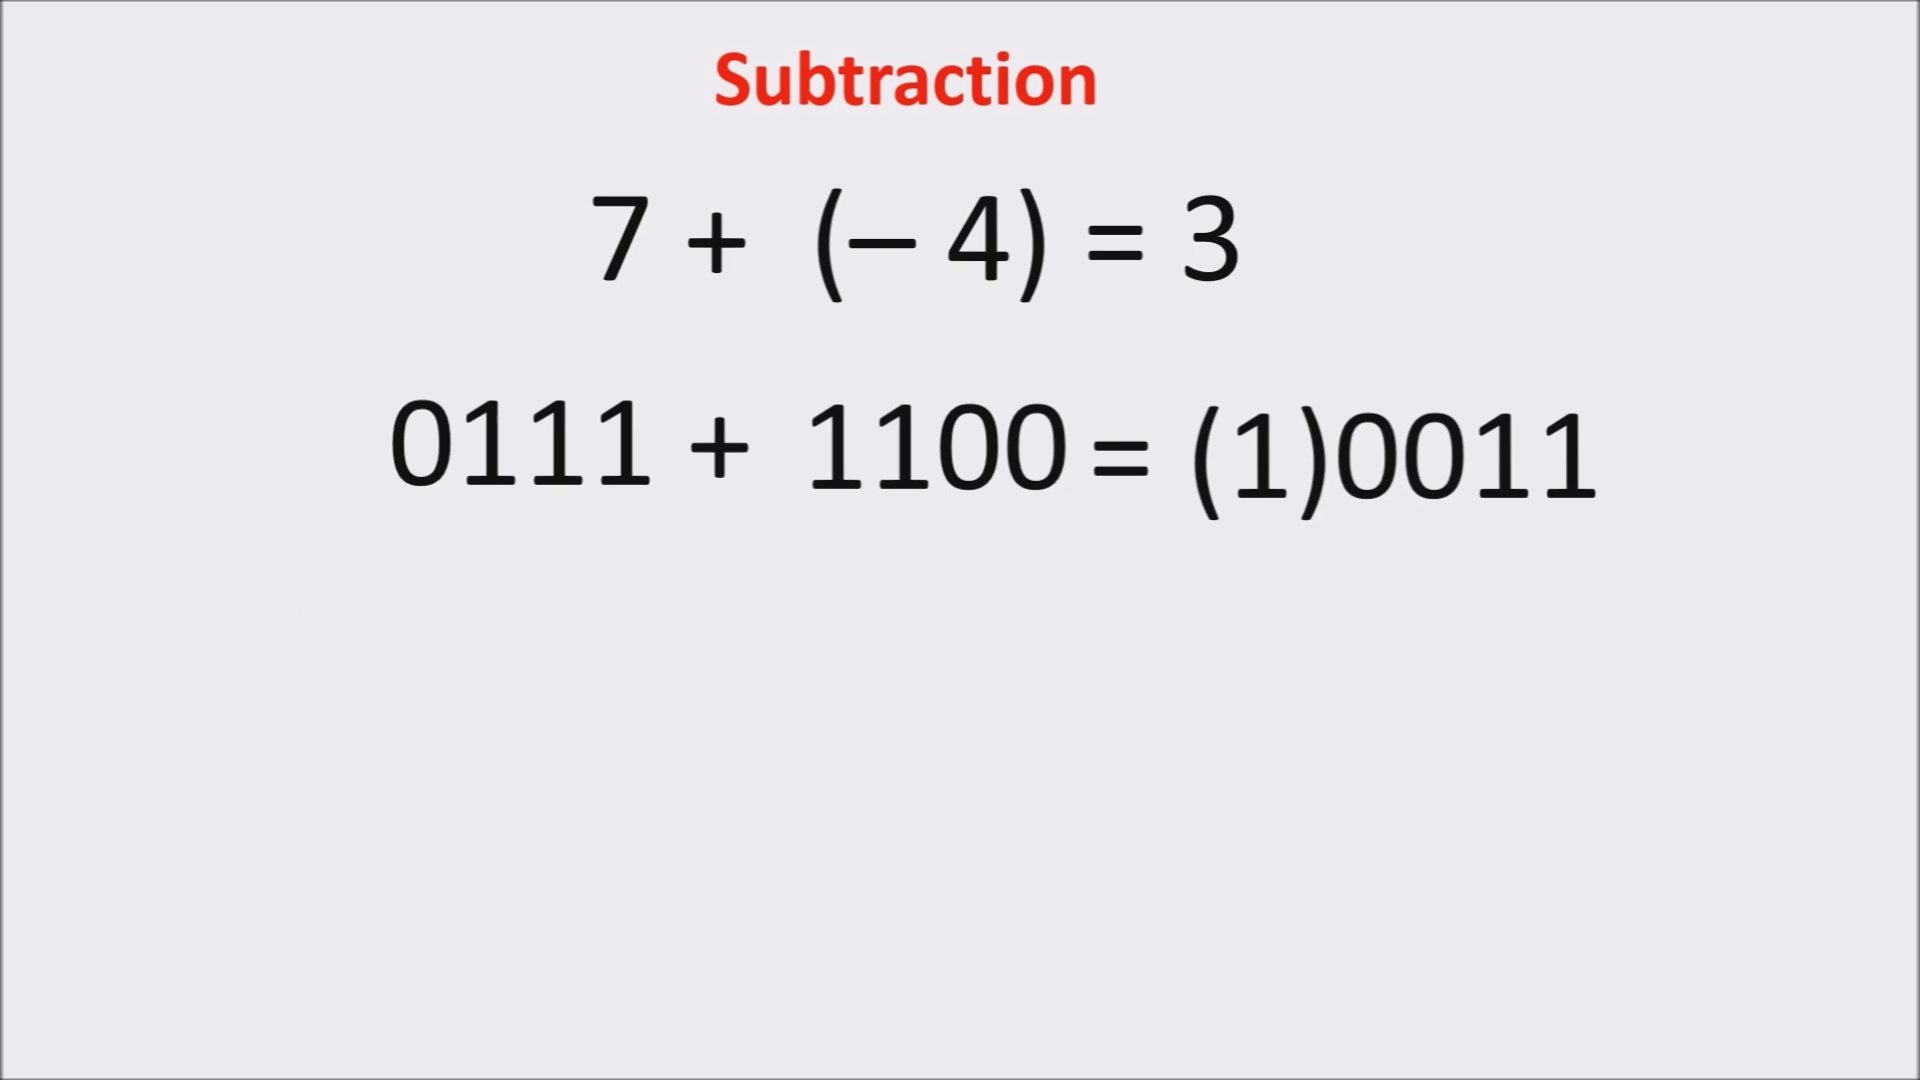 Subtraction
7 + (– 4) = 3
0111 + 1100 = (1)0011